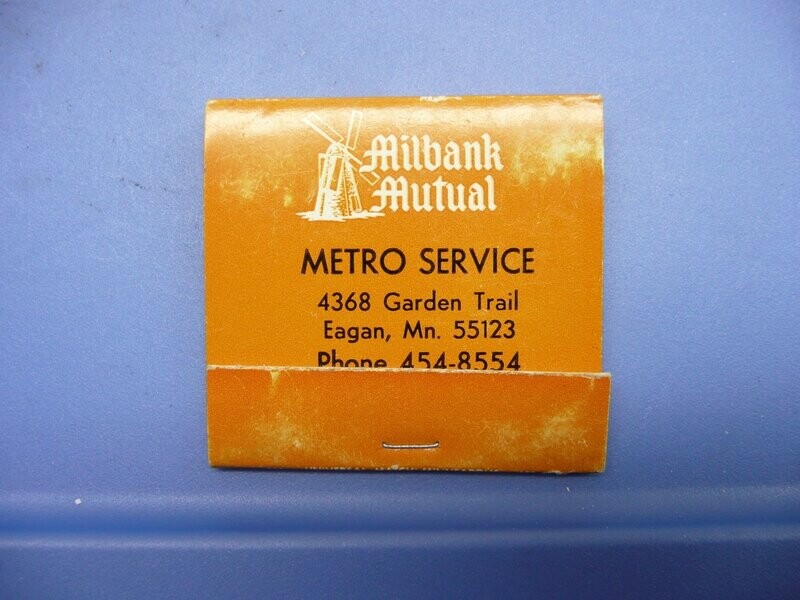 Milbank
Mutual
METRO SERVICE
4368 Garden Trail
Eagan, Mn. 55123
Phone 454-8554